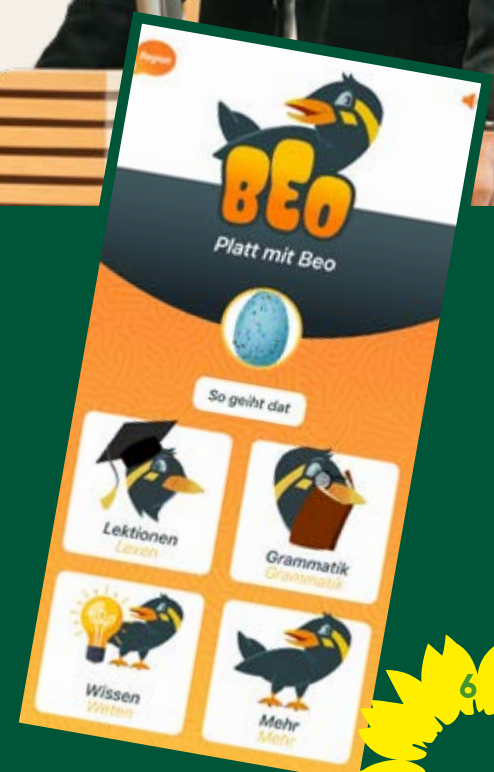 Region
BEO
Platt mit Beo
So geiht dat
Lektionen
Lexen
Grammatik
Grammatik
Wissen
Weten
Mehr
Mehr
6